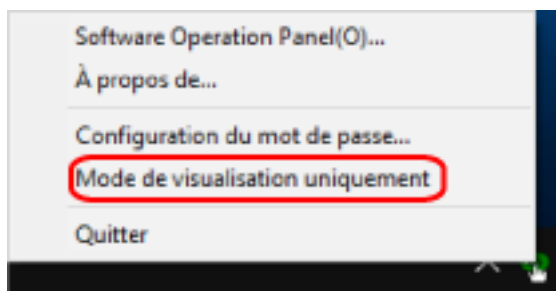 Software Operation Panel(O)...
À propos de...
Configuration du mot de passe...
Mode de visualisation uniquement
Quitter